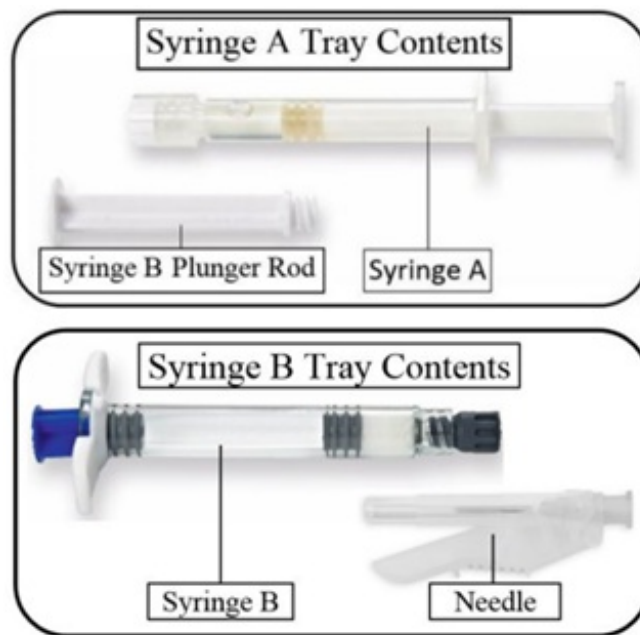 Syringe A Tray Contents
Syringe B Plunger Rod
Syringe A
Syringe B Tray Contents
Syringe B
Needle